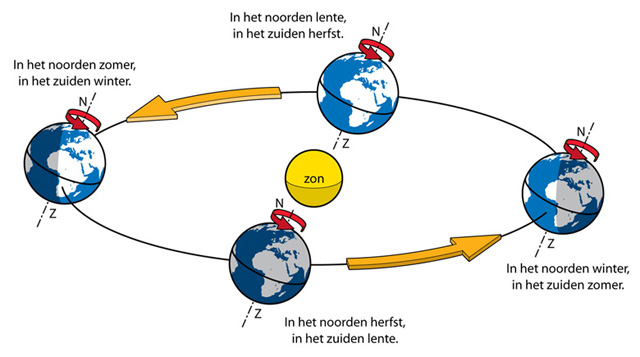 In het noorden lente,
in het zuiden herfst.
N
Z
In het noorden zomer,
in het zuiden winter.
N
Z
zon
N
Z
In het noorden winter,
in het zuiden zomer.
N
Z
In het noorden herfst,
in het zuiden lente.